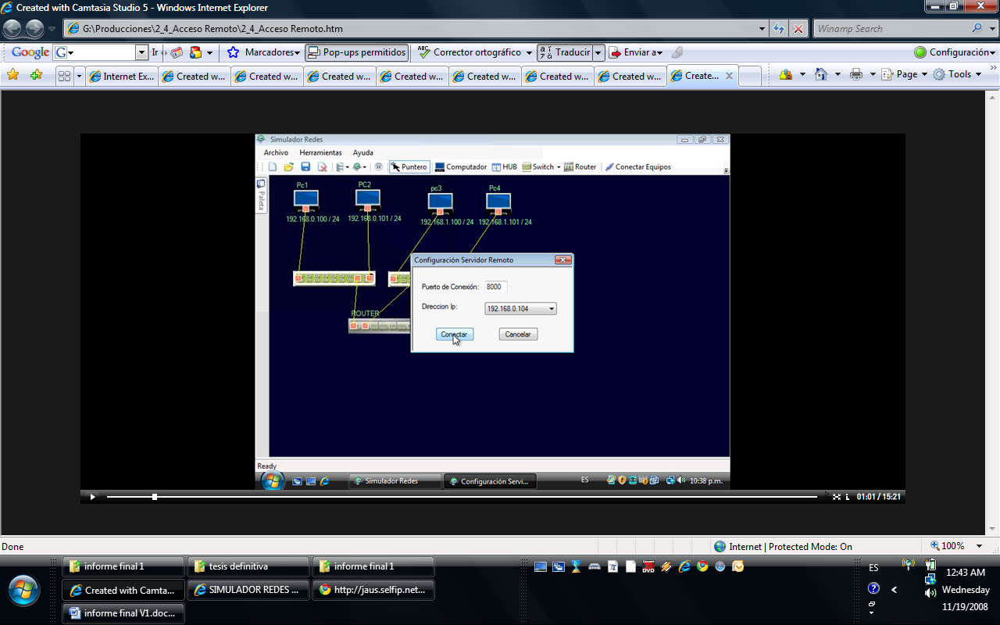 Created with Camtasia Studio 5 - Windows Internet Explorer
G:\Producciones\2_4_Acceso Remoto\2_4_Acceso Remoto.htm
Winamp Search
Google G Ir Marcadores Pop-ups permitidos ABC Corrector ortográfico Traducir Enviar a Configuración
Internet Ex... Created w... Created w... Created w... Created w... Created w... Created w... Created w... Create... Page Tools
Simulador Redes
Archivo Herramientas Ayuda
Puntero Computador HUB Switch Router Conectar Equipos
Paleta
Pc1 PC2 pc3 Pc4
192.168.0.100 / 24 192.168.0.101 / 24 192.168.1.100 / 24 192.168.1.101 / 24
Configuración Servidor Remoto
Puerto de Conexión: 8000
Direccion Ip: 192.168.0.104
ROUTER
Conectar Cancelar
Ready
Simulador Redes Configuración Servi... ES 10:38 p.m.
01:01 / 15:21
Done Internet | Protected Mode: On 100%
informe final 1 tesis definitiva informe final 1 ES
Created with Camta... SIMULADOR REDES ... http://jaus.selfip.net...
informe final V1.doc...
12:43 AM
Wednesday
11/19/2008